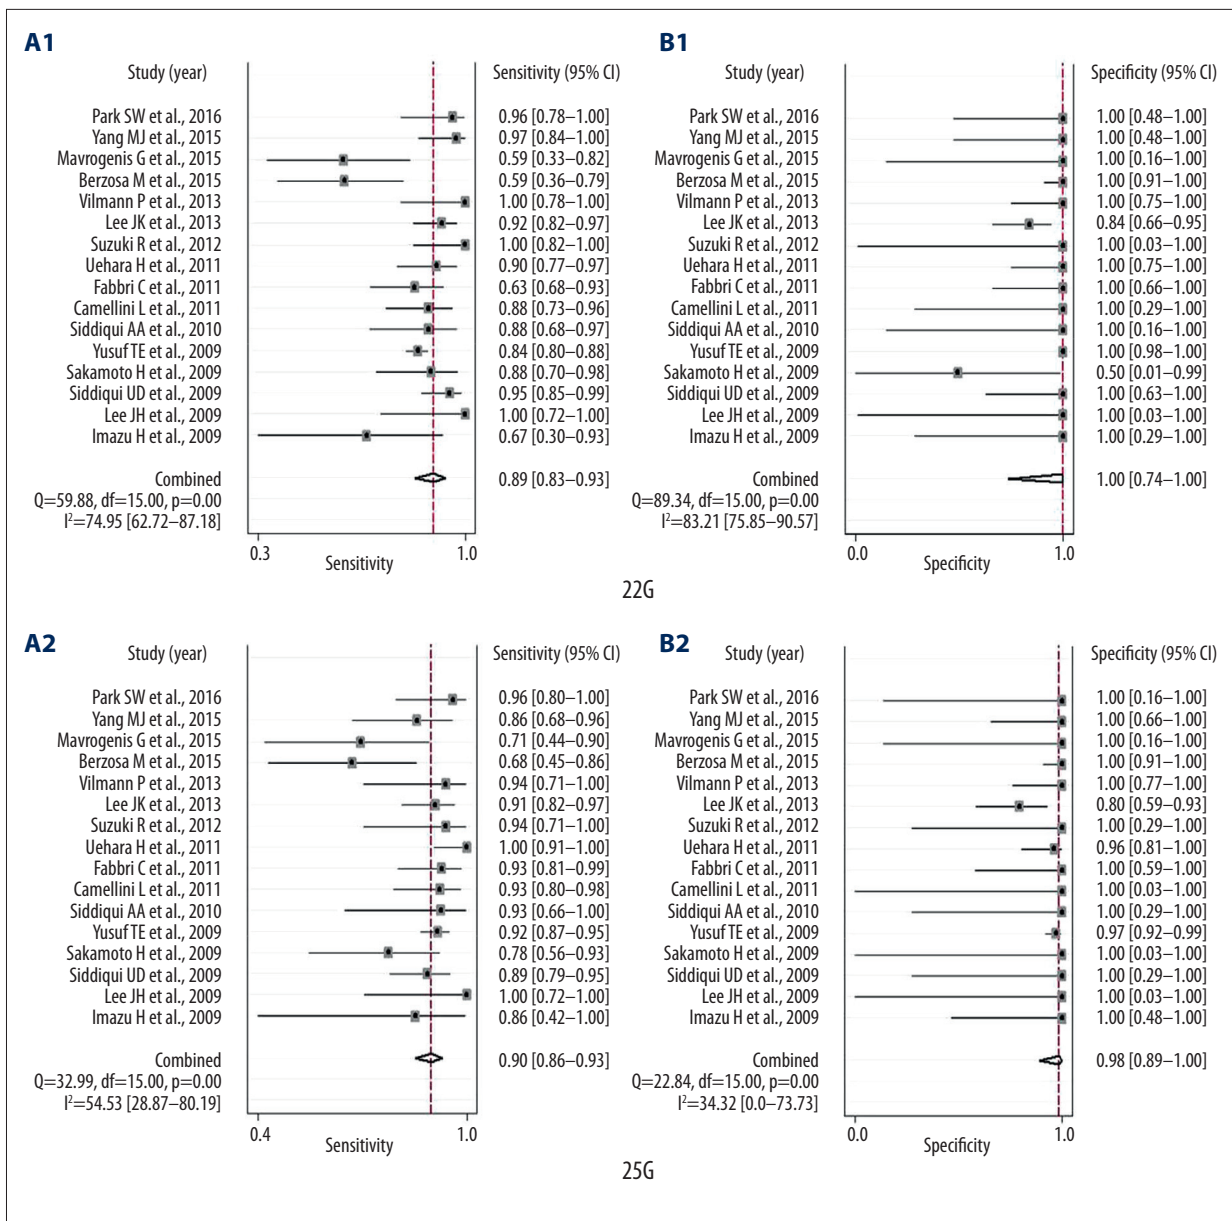 A1
Study (year) Sensitivity (95% CI)
Park SW et al., 2016 0.96 [0.78–1.00]
Yang MJ et al., 2015 0.97 [0.84–1.00]
Mavrogenis G et al., 2015 0.59 [0.33–0.82]
Berzosa M et al., 2015 0.59 [0.36–0.79]
Vilmann P et al., 2013 1.00 [0.78–1.00]
Lee JK et al., 2013 0.92 [0.82–0.97]
Suzuki R et al., 2012 1.00 [0.82–1.00]
Uehara H et al., 2011 0.90 [0.77–0.97]
Fabbri C et al., 2011 0.63 [0.68–0.93]
Camellini L et al., 2011 0.88 [0.73–0.96]
Siddiqui AA et al., 2010 0.88 [0.68–0.97]
Yusuf TE et al., 2009 0.84 [0.80–0.88]
Sakamoto H et al., 2009 0.88 [0.70–0.98]
Siddiqui UD et al., 2009 0.95 [0.85–0.99]
Lee JH et al., 2009 1.00 [0.72–1.00]
Imazu H et al., 2009 0.67 [0.30–0.93]
Combined 0.89 [0.83–0.93]
Q=59.88, df=15.00, p=0.00
I²=74.95 [62.72–87.18]
0.3 1.0
Sensitivity
B1
Study (year) Specificity (95% CI)
Park SW et al., 2016 1.00 [0.48–1.00]
Yang MJ et al., 2015 1.00 [0.48–1.00]
Mavrogenis G et al., 2015 1.00 [0.16–1.00]
Berzosa M et al., 2015 1.00 [0.91–1.00]
Vilmann P et al., 2013 1.00 [0.75–1.00]
Lee JK et al., 2013 0.84 [0.66–0.95]
Suzuki R et al., 2012 1.00 [0.03–1.00]
Uehara H et al., 2011 1.00 [0.75–1.00]
Fabbri C et al., 2011 1.00 [0.66–1.00]
Camellini L et al., 2011 1.00 [0.29–1.00]
Siddiqui AA et al., 2010 1.00 [0.16–1.00]
Yusuf TE et al., 2009 1.00 [0.98–1.00]
Sakamoto H et al., 2009 0.50 [0.01–0.99]
Siddiqui UD et al., 2009 1.00 [0.63–1.00]
Lee JH et al., 2009 1.00 [0.03–1.00]
Imazu H et al., 2009 1.00 [0.29–1.00]
Combined 1.00 [0.74–1.00]
Q=89.34, df=15.00, p=0.00
I²=83.21 [75.85–90.57]
0.0 1.0
Specificity
22G
A2
Study (year) Sensitivity (95% CI)
Park SW et al., 2016 0.96 [0.80–1.00]
Yang MJ et al., 2015 0.86 [0.68–0.96]
Mavrogenis G et al., 2015 0.71 [0.44–0.90]
Berzosa M et al., 2015 0.68 [0.45–0.86]
Vilmann P et al., 2013 0.94 [0.71–1.00]
Lee JK et al., 2013 0.91 [0.82–0.97]
Suzuki R et al., 2012 0.94 [0.71–1.00]
Uehara H et al., 2011 1.00 [0.91–1.00]
Fabbri C et al., 2011 0.93 [0.81–0.99]
Camellini L et al., 2011 0.93 [0.80–0.98]
Siddiqui AA et al., 2010 0.93 [0.66–1.00]
Yusuf TE et al., 2009 0.92 [0.87–0.95]
Sakamoto H et al., 2009 0.78 [0.56–0.93]
Siddiqui UD et al., 2009 0.89 [0.79–0.95]
Lee JH et al., 2009 1.00 [0.72–1.00]
Imazu H et al., 2009 0.86 [0.42–1.00]
Combined 0.90 [0.86–0.93]
Q=32.99, df=15.00, p=0.00
I²=54.53 [28.87–80.19]
0.4 1.0
Sensitivity
B2
Study (year) Specificity (95% CI)
Park SW et al., 2016 1.00 [0.16–1.00]
Yang MJ et al., 2015 1.00 [0.66–1.00]
Mavrogenis G et al., 2015 1.00 [0.16–1.00]
Berzosa M et al., 2015 1.00 [0.91–1.00]
Vilmann P et al., 2013 1.00 [0.77–1.00]
Lee JK et al., 2013 0.80 [0.59–0.93]
Suzuki R et al., 2012 1.00 [0.29–1.00]
Uehara H et al., 2011 0.96 [0.81–1.00]
Fabbri C et al., 2011 1.00 [0.59–1.00]
Camellini L et al., 2011 1.00 [0.03–1.00]
Siddiqui AA et al., 2010 1.00 [0.29–1.00]
Yusuf TE et al., 2009 0.97 [0.92–0.99]
Sakamoto H et al., 2009 1.00 [0.03–1.00]
Siddiqui UD et al., 2009 1.00 [0.29–1.00]
Lee JH et al., 2009 1.00 [0.03–1.00]
Imazu H et al., 2009 1.00 [0.48–1.00]
Combined 0.98 [0.89–1.00]
Q=22.84, df=15.00, p=0.00
I²=34.32 [0.0–73.73]
0.0 1.0
Specificity
25G